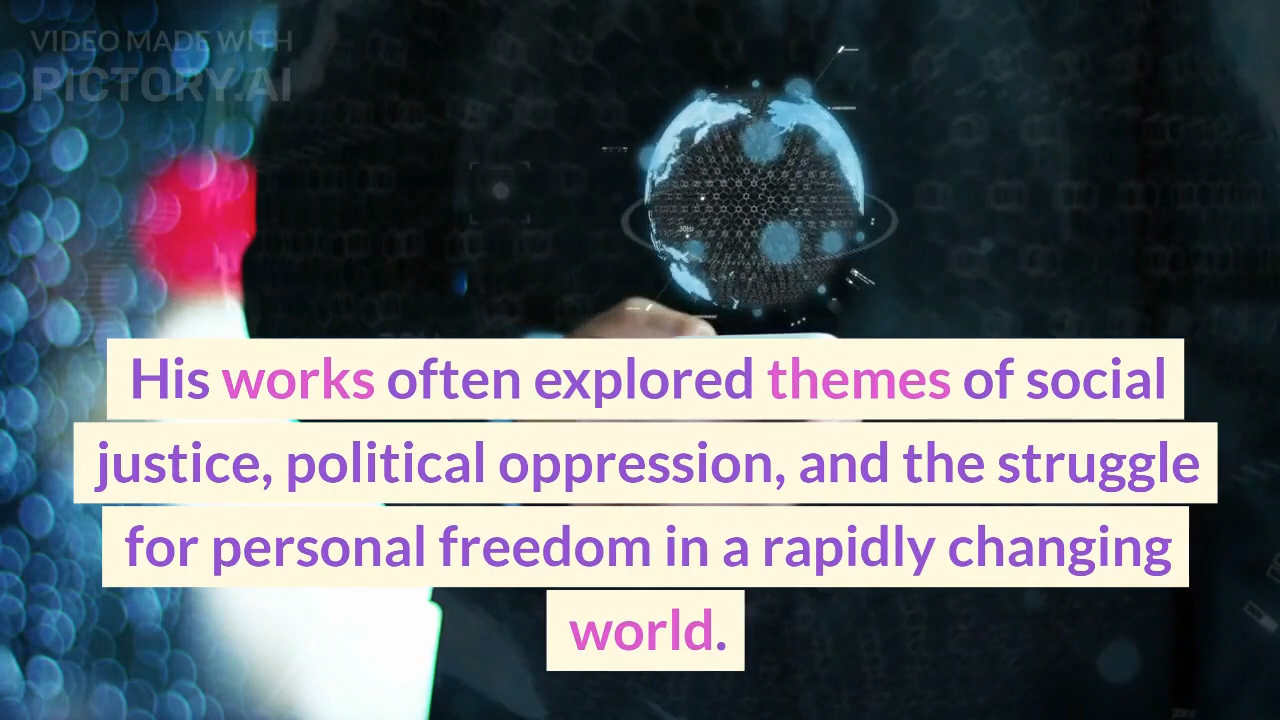 VIDEO MADE WITH
PICTORY.AI
His works often explored themes of social
justice, political oppression, and the struggle
for personal freedom in a rapidly changing
world.